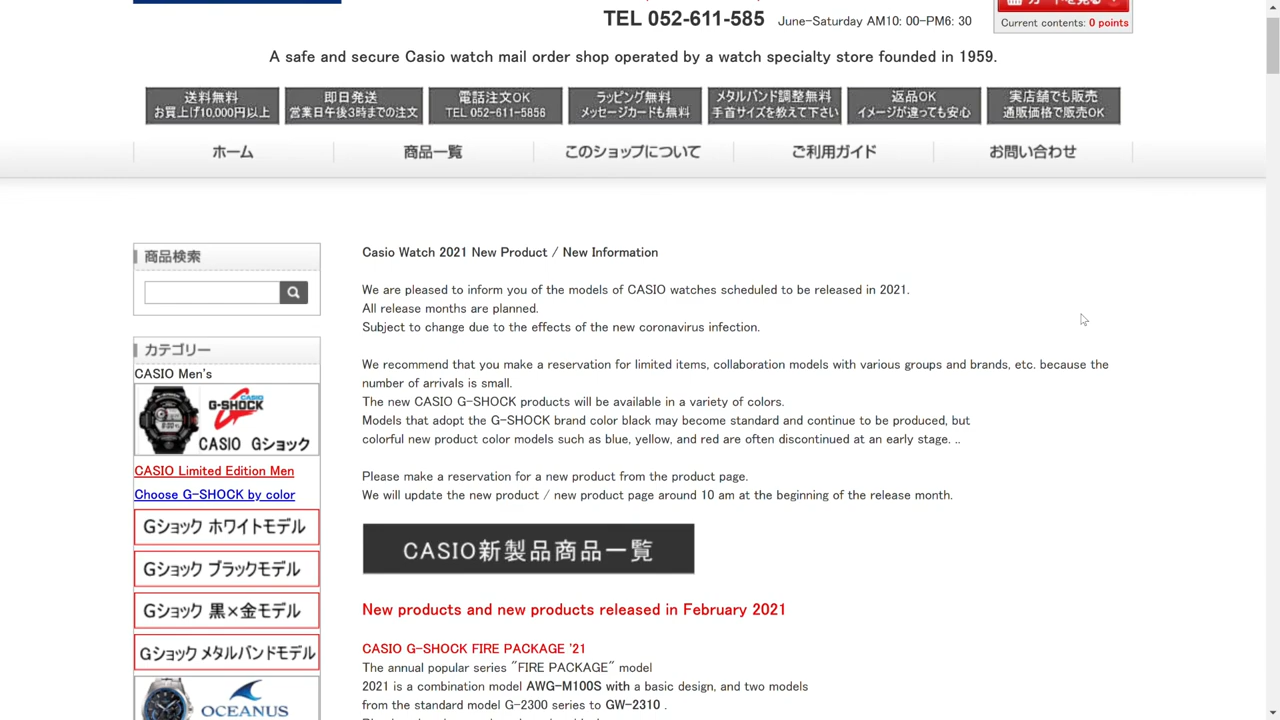 TEL 052-611-585 June-Saturday AM10: 00-PM6: 30
カートを見る
Current contents: 0 points
A safe and secure Casio watch mail order shop operated by a watch specialty store founded in 1959.
送料無料
お買上げ10,000円以上
即日発送
営業日午後3時までの注文
電話注文OK
TEL 052-611-5856
ラッピング無料
メッセージカードも無料
メタルバンド調整無料
手首サイズを教えて下さい
返品OK
イメージが違っても安心
実店舗でも販売
通販価格で販売OK
ホーム
商品一覧
このショップについて
ご利用ガイド
お問い合わせ
商品検索
カテゴリー
CASIO Men's
CASIO
G-SHOCK
CASIO Gショック
CASIO Limited Edition Men
Choose G-SHOCK by color
Gショック ホワイトモデル
Gショック ブラックモデル
Gショック 黒×金モデル
Gショック メタルバンドモデル
OCEANUS
Casio Watch 2021 New Product / New Information
We are pleased to inform you of the models of CASIO watches scheduled to be released in 2021.
All release months are planned.
Subject to change due to the effects of the new coronavirus infection.
We recommend that you make a reservation for limited items, collaboration models with various groups and brands, etc. because the
number of arrivals is small.
The new CASIO G-SHOCK products will be available in a variety of colors.
Models that adopt the G-SHOCK brand color black may become standard and continue to be produced, but
colorful new product color models such as blue, yellow, and red are often discontinued at an early stage. ..
Please make a reservation for a new product from the product page.
We will update the new product / new product page around 10 am at the beginning of the release month.
CASIO新製品商品一覧
New products and new products released in February 2021
CASIO G-SHOCK FIRE PACKAGE '21
The annual popular series "FIRE PACKAGE" model
2021 is a combination model AWG-M100S with a basic design, and two models
from the standard model G-2300 series to GW-2310 .